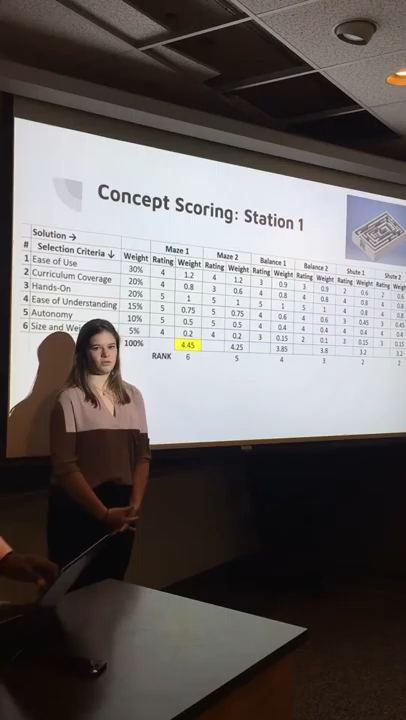 Concept Scoring: Station 1
Solution → Maze 1 Maze 2 Balance 1 Balance 2 Shute 1 Shute 2
# Selection Criteria ↓ Weight Rating Weight Rating Weight Rating Weight Rating Weight Rating Weight Rating Weight
1 Ease of Use 30% 4 1.2 4 1.2 3 0.9 3 0.9 2 0.6 2 0.6
2 Curriculum Coverage 20% 4 0.8 3 0.6 4 0.8 4 0.8 4 0.8 4 0.8
3 Hands-On 20% 5 1 5 1 5 1 5 1 4 0.8 4 0.8
4 Ease of Understanding 15% 5 0.75 5 0.75 4 0.6 4 0.6 3 0.45 3 0.45
5 Autonomy 10% 5 0.5 5 0.5 4 0.4 4 0.4 4 0.4 4 0.4
6 Size and 5% 4 0.2 4 0.2 3 0.15 2 0.1 3 0.15 3 0.15
100% 4.45 4.25 3.85 3.8 3.2 3.2
RANK 6 5 4 3 2 2